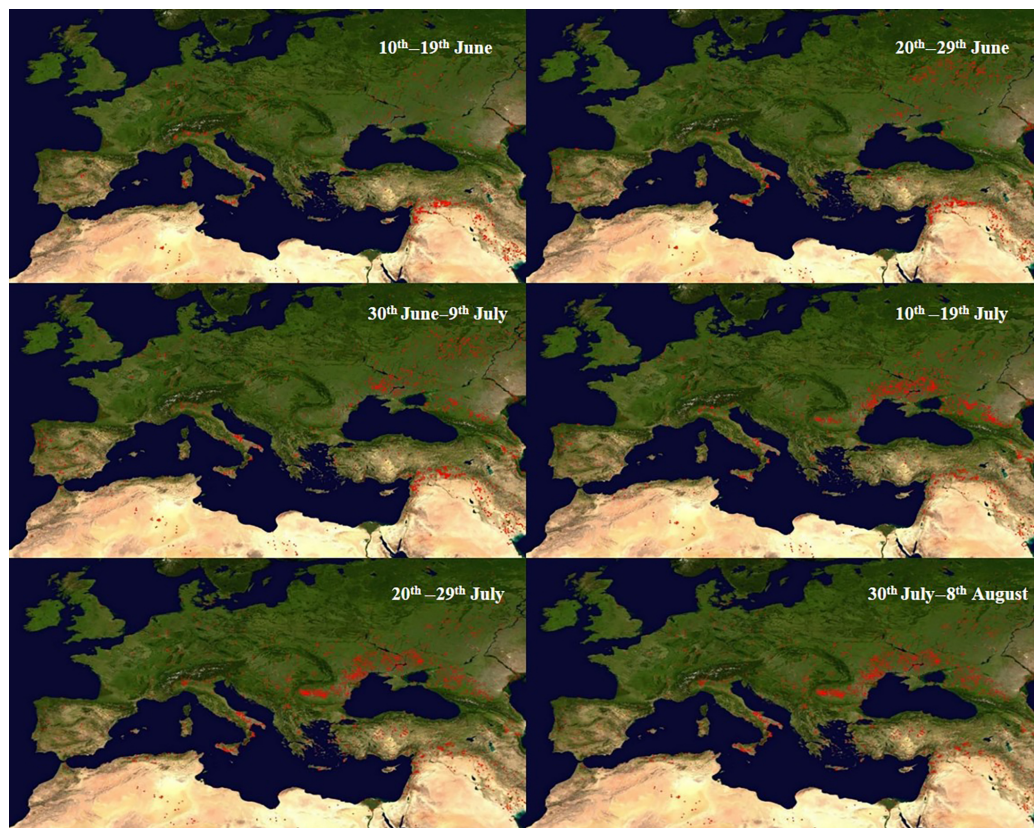 10th–19th June
20th–29th June
30th June–9th July
10th –19th July
20th –29th July
30th July–8th August